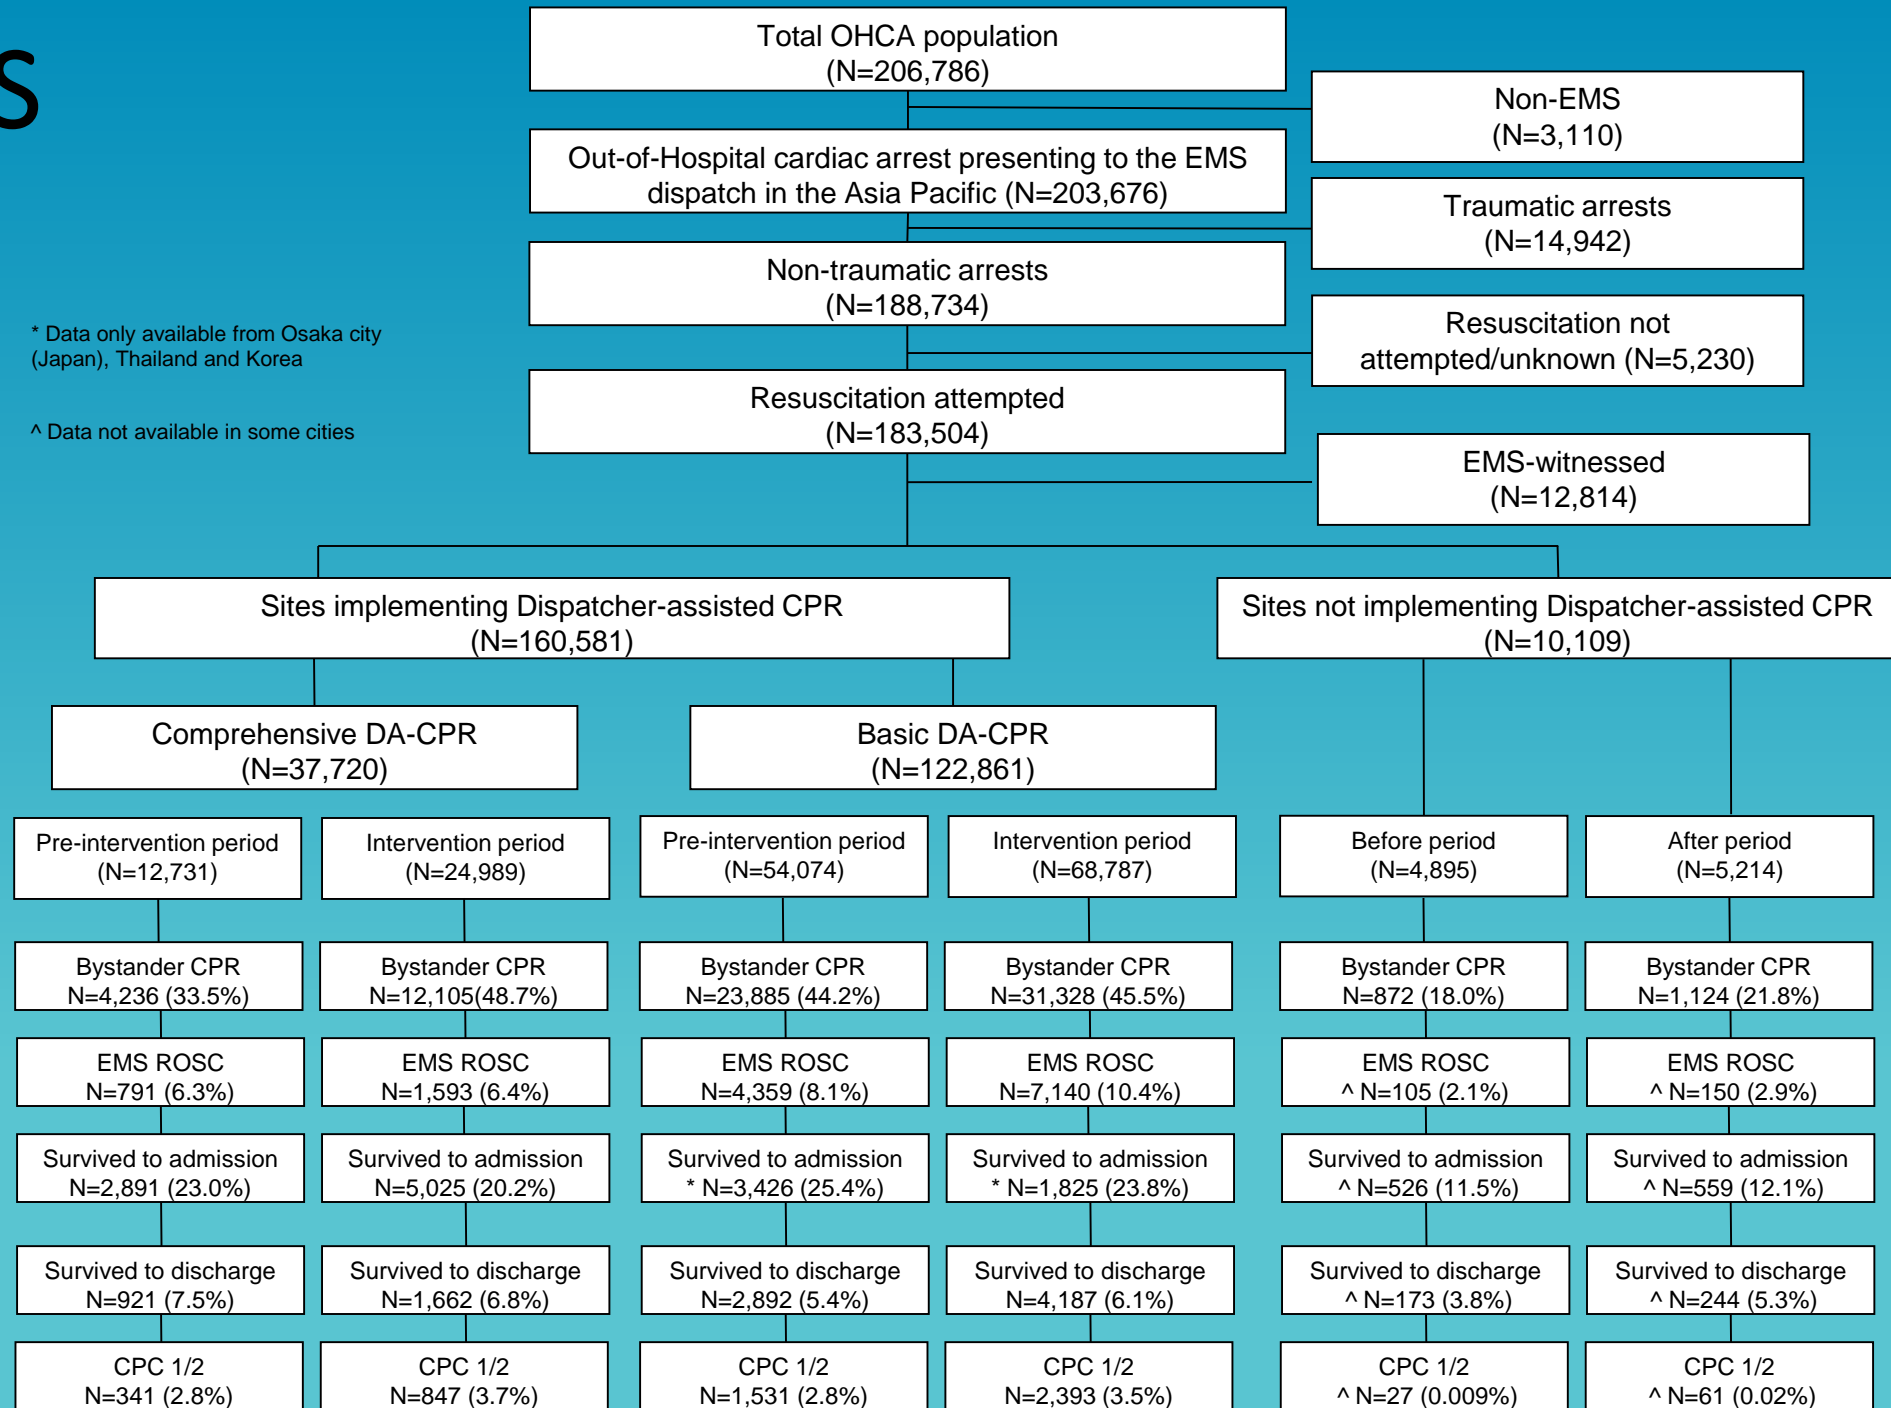 S
Total OHCA population
(N=206,786)
Non-EMS
(N=3,110)
Out-of-Hospital cardiac arrest presenting to the EMS
dispatch in the Asia Pacific (N=203,676)
Traumatic arrests
(N=14,942)
Non-traumatic arrests
(N=188,734)
* Data only available from Osaka city
(Japan), Thailand and Korea
Resuscitation not
attempted/unknown (N=5,230)
Resuscitation attempted
(N=183,504)
^ Data not available in some cities
EMS-witnessed
(N=12,814)
Sites implementing Dispatcher-assisted CPR
(N=160,581)
Sites not implementing Dispatcher-assisted CPR
(N=10,109)
Comprehensive DA-CPR
(N=37,720)
Basic DA-CPR
(N=122,861)
Pre-intervention period
(N=12,731)
Intervention period
(N=24,989)
Pre-intervention period
(N=54,074)
Intervention period
(N=68,787)
Before period
(N=4,895)
After period
(N=5,214)
Bystander CPR
N=4,236 (33.5%)
Bystander CPR
N=12,105(48.7%)
Bystander CPR
N=23,885 (44.2%)
Bystander CPR
N=31,328 (45.5%)
Bystander CPR
N=872 (18.0%)
Bystander CPR
N=1,124 (21.8%)
EMS ROSC
N=791 (6.3%)
EMS ROSC
N=1,593 (6.4%)
EMS ROSC
N=4,359 (8.1%)
EMS ROSC
N=7,140 (10.4%)
EMS ROSC
^ N=105 (2.1%)
EMS ROSC
^ N=150 (2.9%)
Survived to admission
N=2,891 (23.0%)
Survived to admission
N=5,025 (20.2%)
Survived to admission
* N=3,426 (25.4%)
Survived to admission
* N=1,825 (23.8%)
Survived to admission
^ N=526 (11.5%)
Survived to admission
^ N=559 (12.1%)
Survived to discharge
N=921 (7.5%)
Survived to discharge
N=1,662 (6.8%)
Survived to discharge
N=2,892 (5.4%)
Survived to discharge
N=4,187 (6.1%)
Survived to discharge
^ N=173 (3.8%)
Survived to discharge
^ N=244 (5.3%)
CPC 1/2
N=341 (2.8%)
CPC 1/2
N=847 (3.7%)
CPC 1/2
N=1,531 (2.8%)
CPC 1/2
N=2,393 (3.5%)
CPC 1/2
^ N=27 (0.009%)
CPC 1/2
^ N=61 (0.02%)